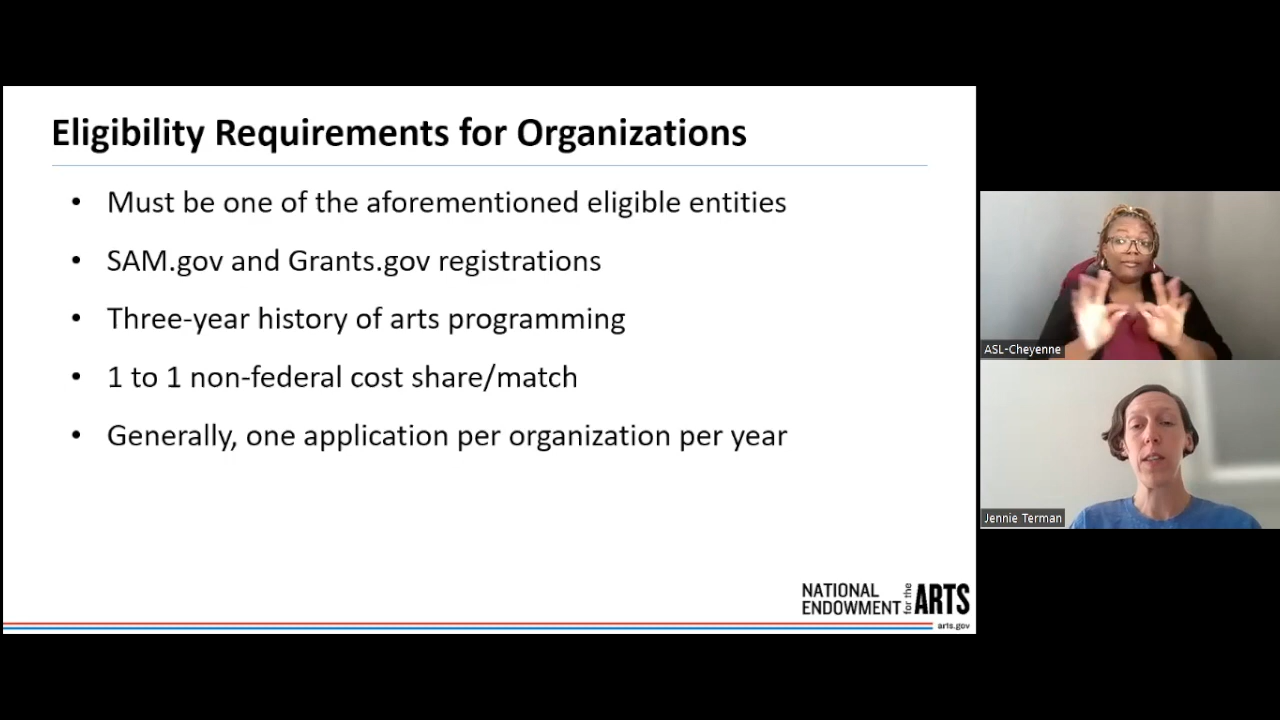 Eligibility Requirements for Organizations
• Must be one of the aforementioned eligible entities
• SAM.gov and Grants.gov registrations
• Three-year history of arts programming
• 1 to 1 non-federal cost share/match
• Generally, one application per organization per year
NATIONAL ENDOWMENT for the ARTS
arts.gov
ASL-Cheyenne
Jennie Terman